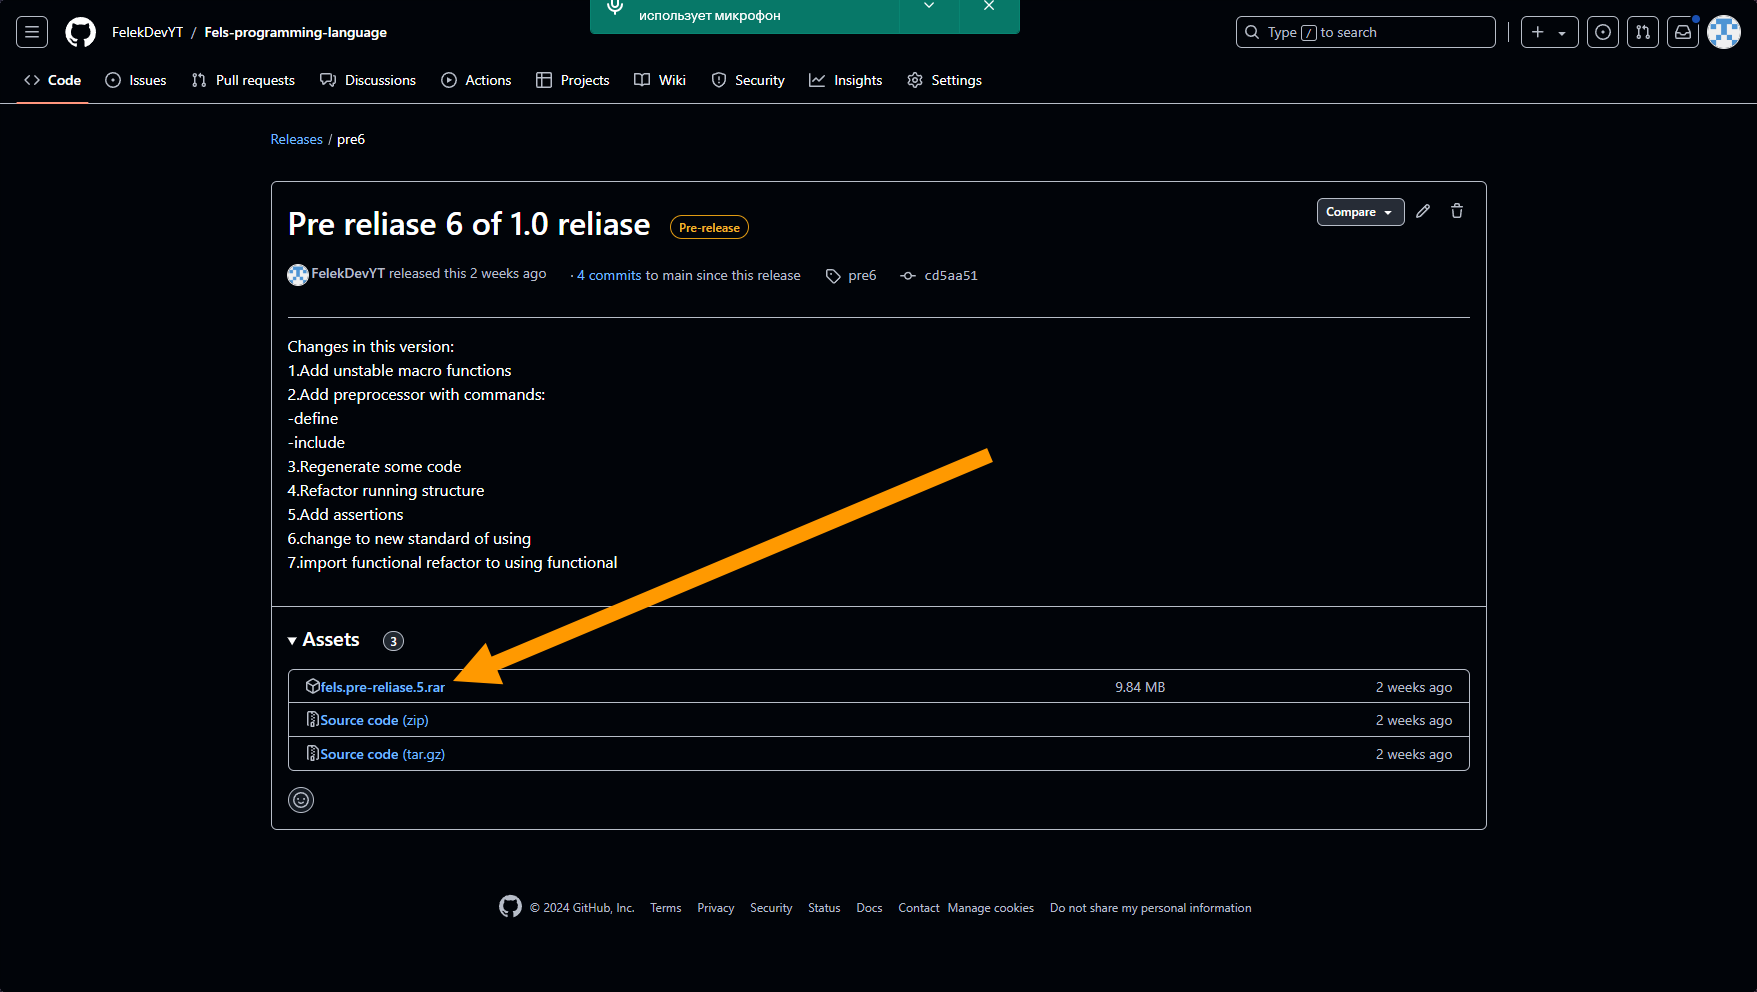 использует микрофон
FelekDevYT / Fels-programming-language
Type / to search
Code Issues Pull requests Discussions Actions Projects Wiki Security Insights Settings
Releases / pre6
Pre reliase 6 of 1.0 reliase Pre-release
Compare
FelekDevYT released this 2 weeks ago · 4 commits to main since this release pre6 cd5aa51
Changes in this version:
1.Add unstable macro functions
2.Add preprocessor with commands:
-define
-include
3.Regenerate some code
4.Refactor running structure
5.Add assertions
6.change to new standard of using
7.import functional refactor to using functional
Assets 3
fels.pre-reliase.5.rar 9.84 MB 2 weeks ago
Source code (zip) 2 weeks ago
Source code (tar.gz) 2 weeks ago
© 2024 GitHub, Inc. Terms Privacy Security Status Docs Contact Manage cookies Do not share my personal information